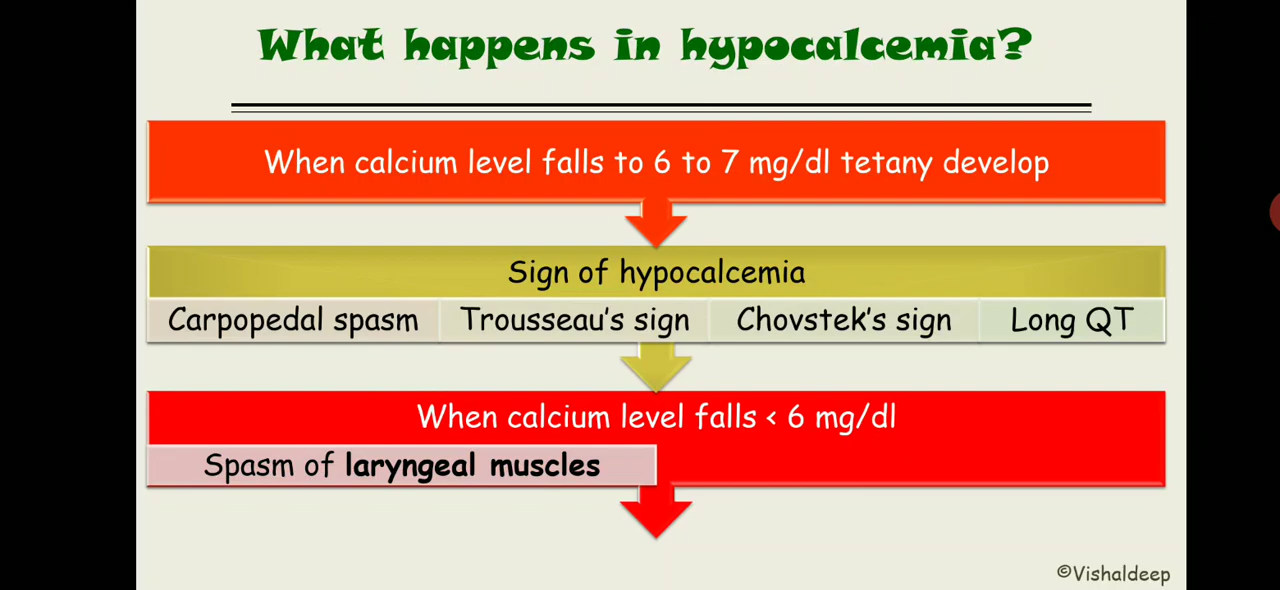 What happens in hypocalcemia?
When calcium level falls to 6 to 7 mg/dl tetany develop
Sign of hypocalcemia
Carpopedal spasm
Trousseau's sign
Chovstek's sign
Long QT
When calcium level falls < 6 mg/dl
Spasm of laryngeal muscles
©Vishaldeep